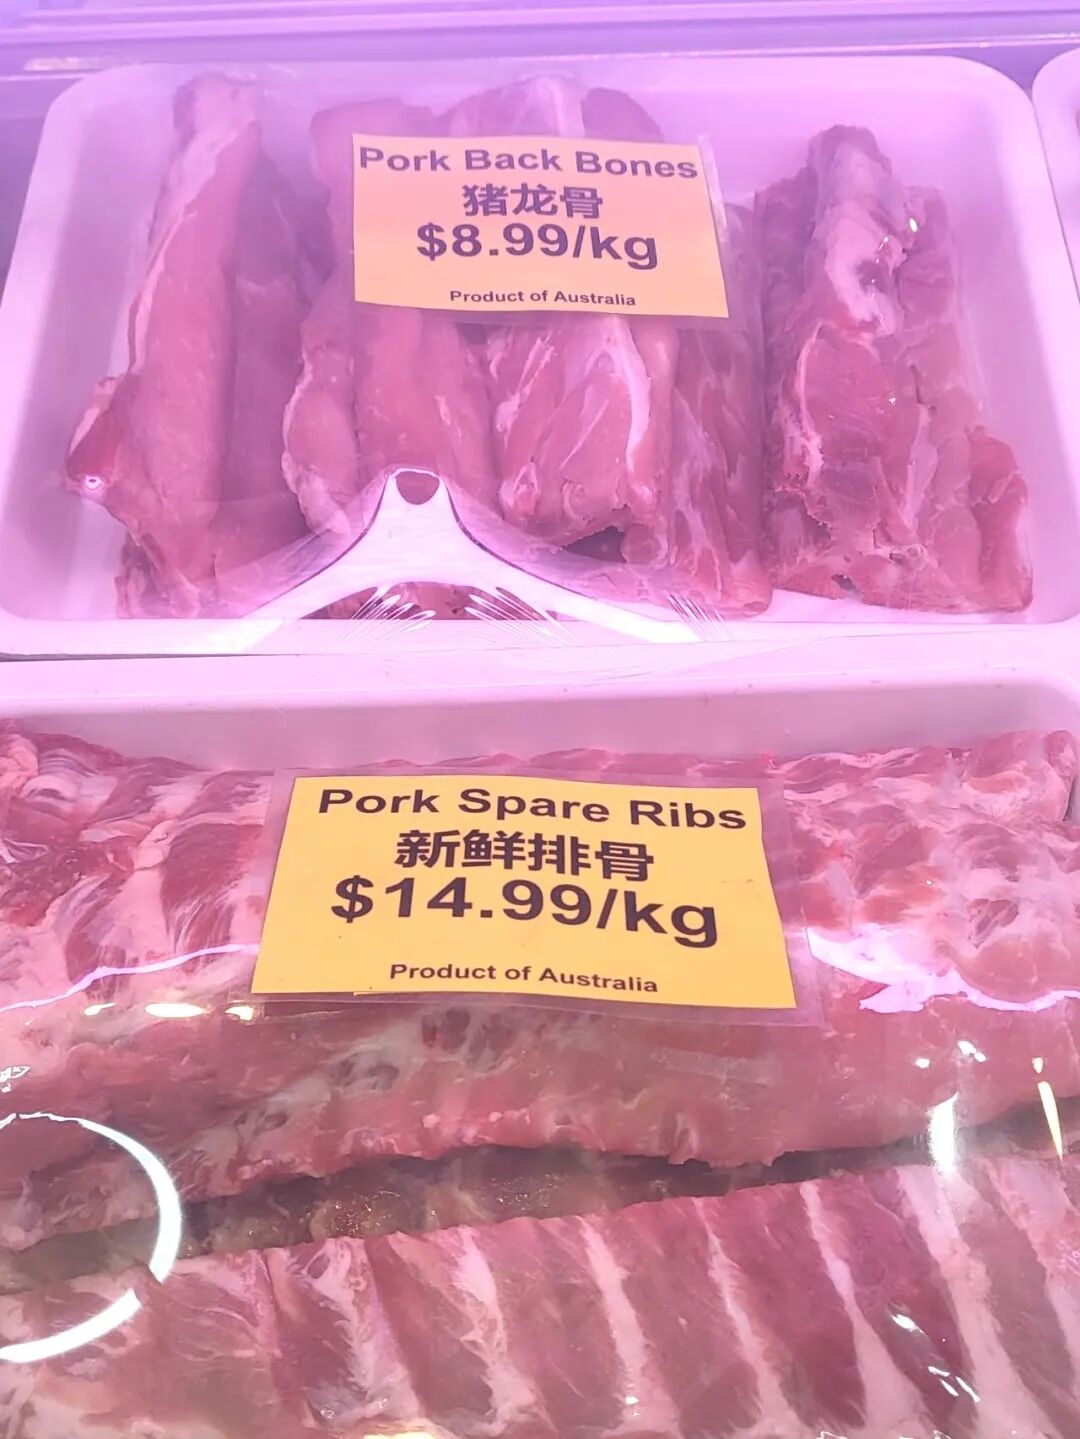 Pork Back Bones
猪龙骨
$8.99/kg
Product of Australia
Pork Spare Ribs
新鲜排骨
$14.99/kg
Product of Australia